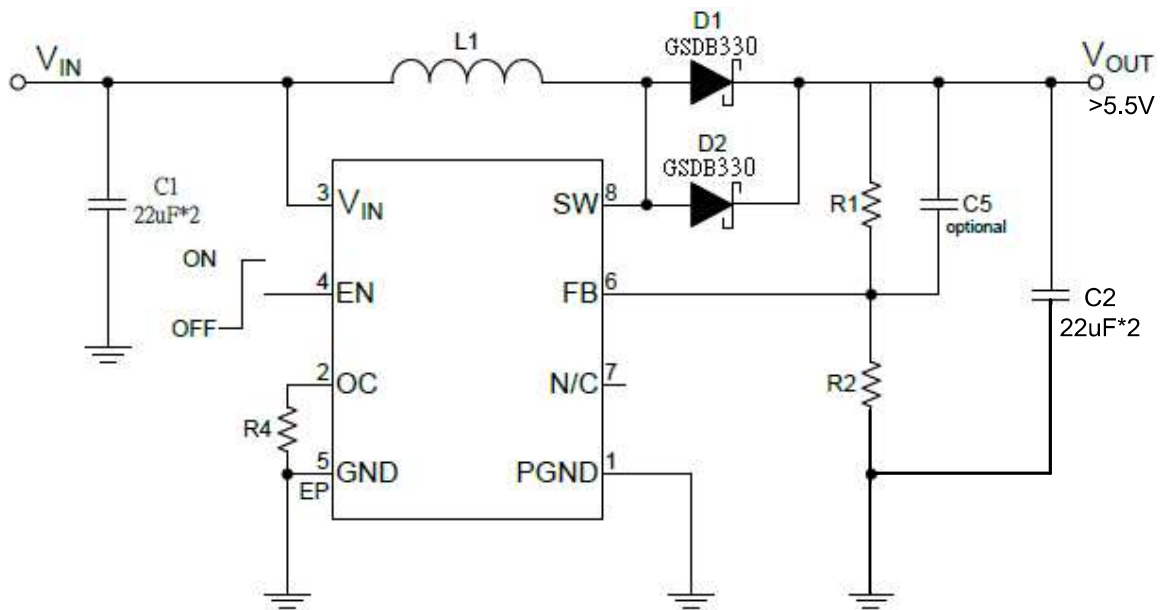 D1
GSDB330
L1
VIN
VOUT
>5.5V
D2
GSDB330
C1
22uF*2
3
VIN
SW
8
R1
C5
optional
ON
4
EN
FB
6
OFF
C2
22uF*2
2
OC
N/C
7
R2
R4
5
GND
PGND
1
EP